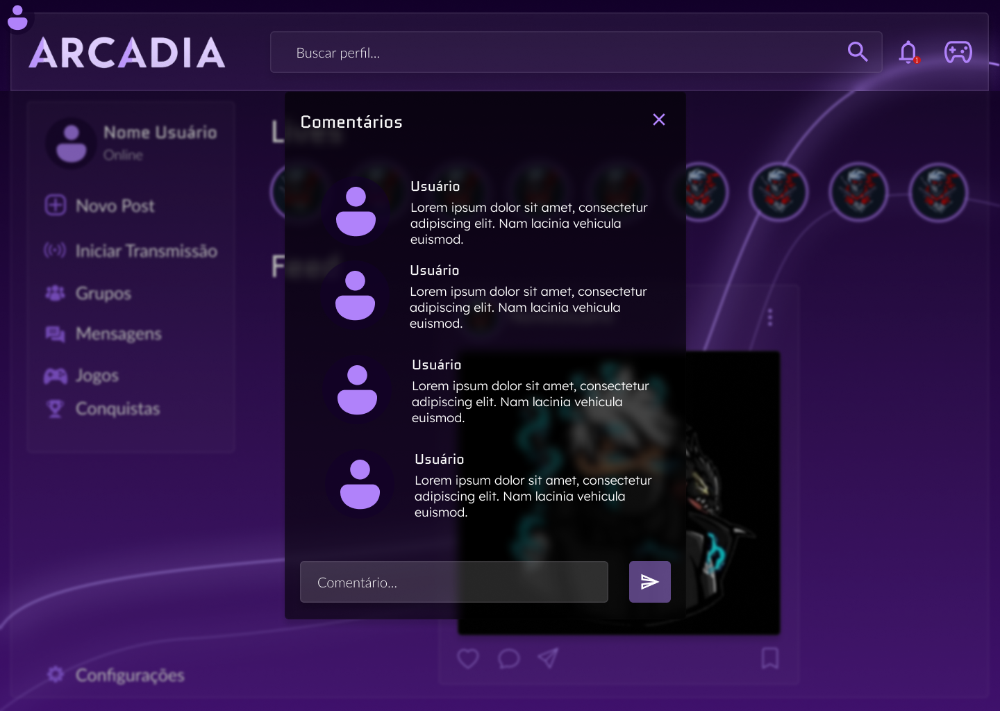 ARCADIA
Buscar perfil...
1
Nome Usuário
Online
Novo Post
Iniciar Transmissão
Grupos
Mensagens
Jogos
Conquistas
Configurações
Lives
Feed
Comentários
Usuário
Lorem ipsum dolor sit amet, consectetur
adipiscing elit. Nam lacinia vehicula
euismod.
Usuário
Lorem ipsum dolor sit amet, consectetur
adipiscing elit. Nam lacinia vehicula
euismod.
Usuário
Lorem ipsum dolor sit amet, consectetur
adipiscing elit. Nam lacinia vehicula
euismod.
Usuário
Lorem ipsum dolor sit amet, consectetur
adipiscing elit. Nam lacinia vehicula
euismod.
Comentário...